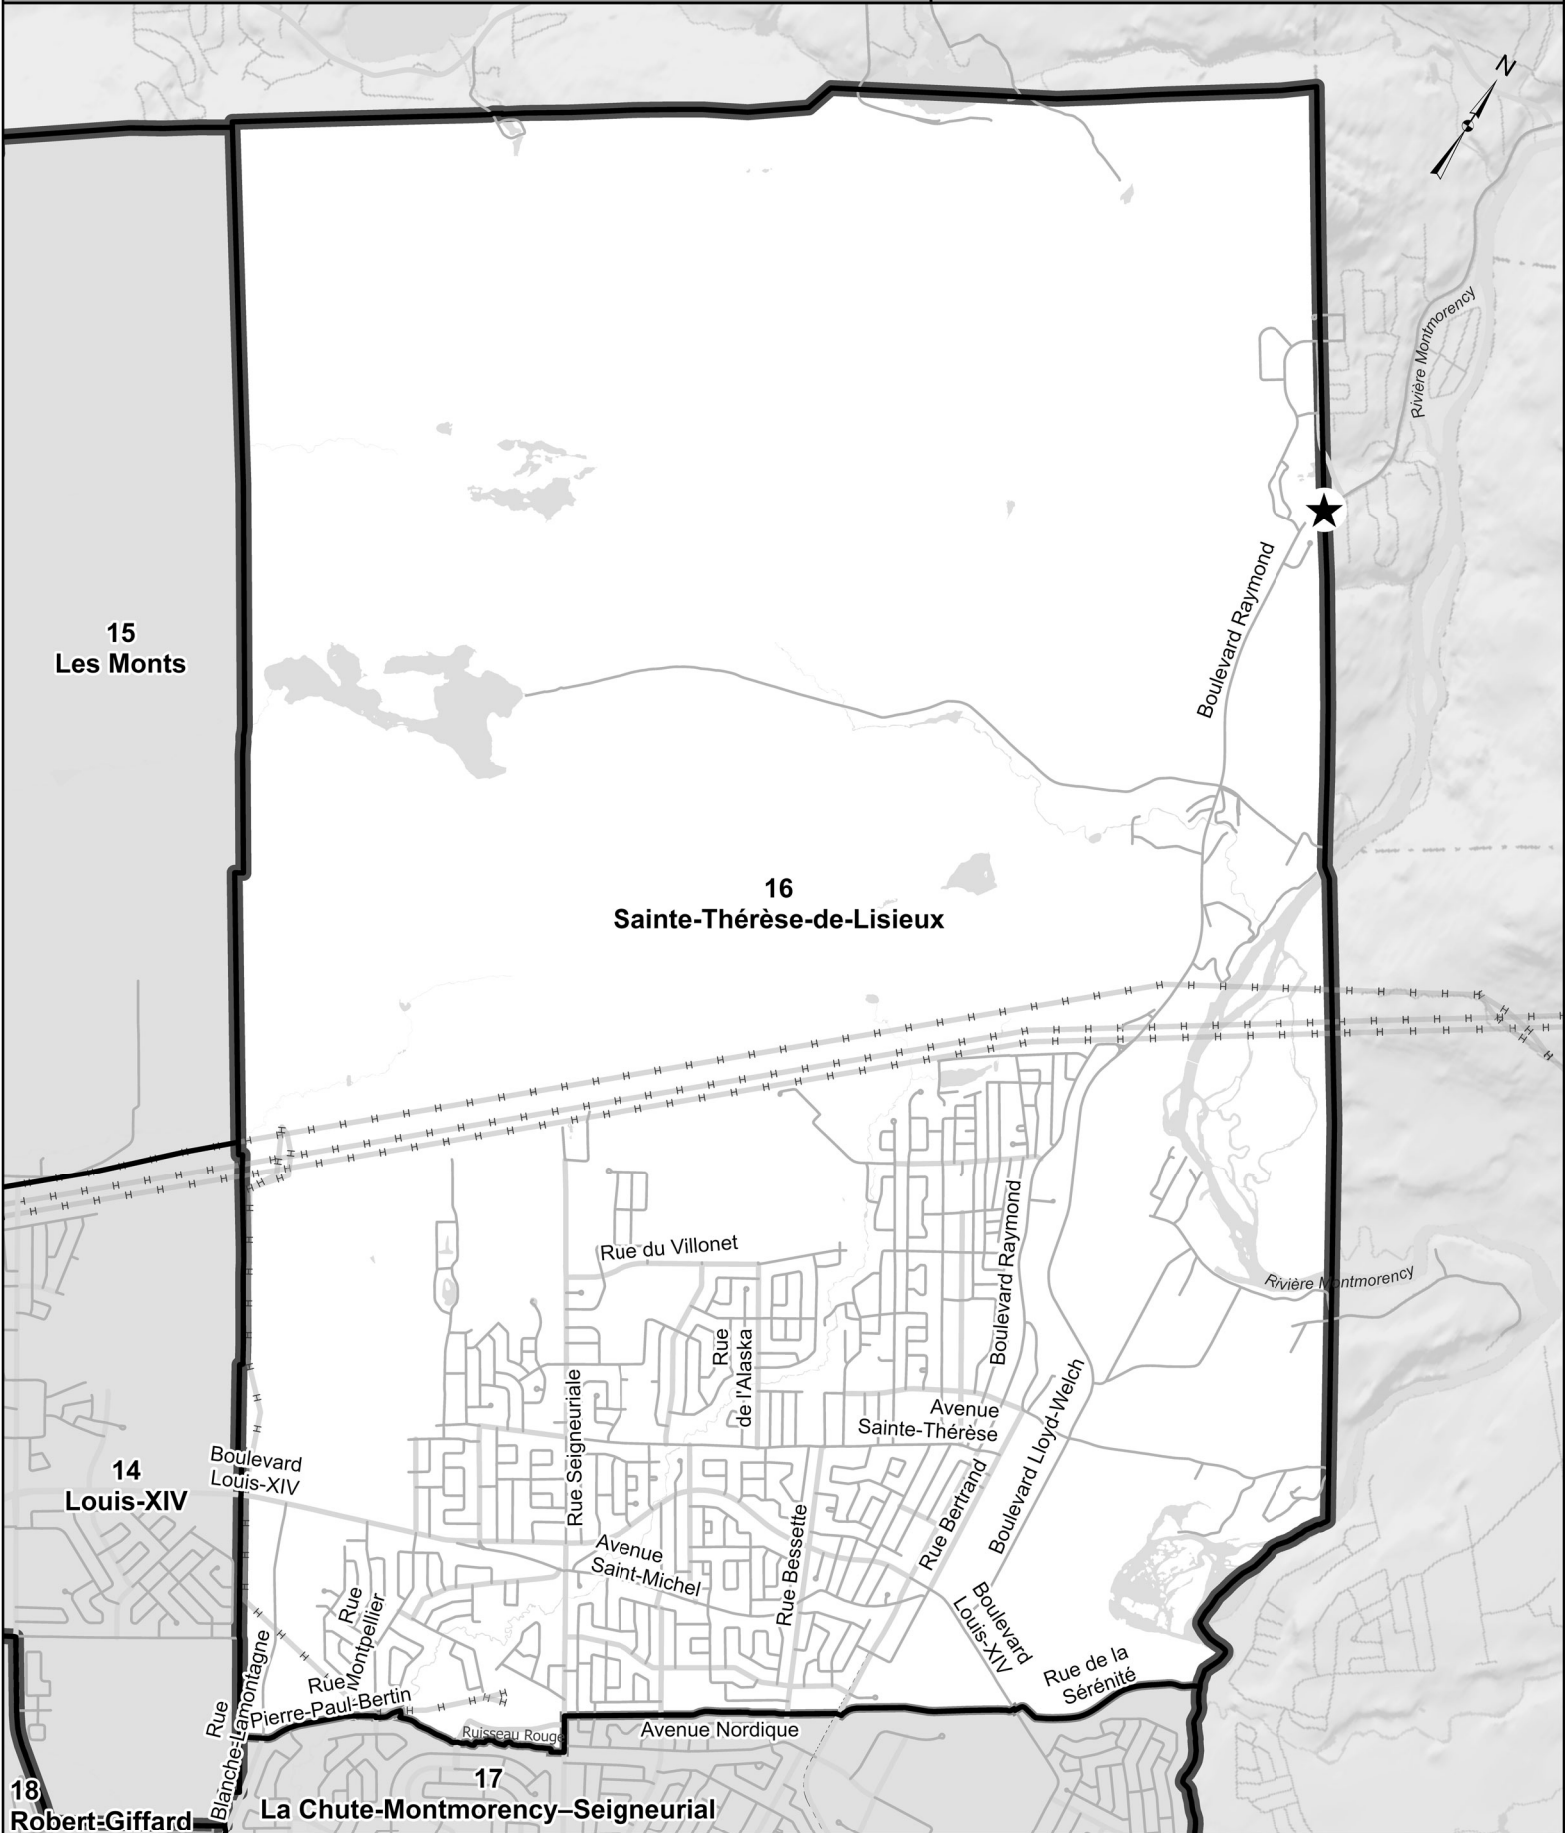 N
Rivière Montmorency
Boulevard Raymond
15
Les Monts
16
Sainte-Thérèse-de-Lisieux
Boulevard Raymond
Rue du Villonet
Rivière Montmorency
Rue
de l'Alaska
Rue Seigneuriale
Avenue
Sainte-Thérèse
Boulevard Lloyd-Welch
Boulevard
Louis-XIV
14
Louis-XIV
Rue Bertrand
Rue Bessette
Avenue
Saint-Michel
Rue
Montpellier
Boulevard
Louis-XIV
Rue de la
Sérénité
Rue
Pierre-Paul-Bertin
Rue
Blanche-Lamontagne
Ruisseau Rouge
Avenue Nordique
17
La Chute-Montmorency–Seigneurial
18
Robert-Giffard